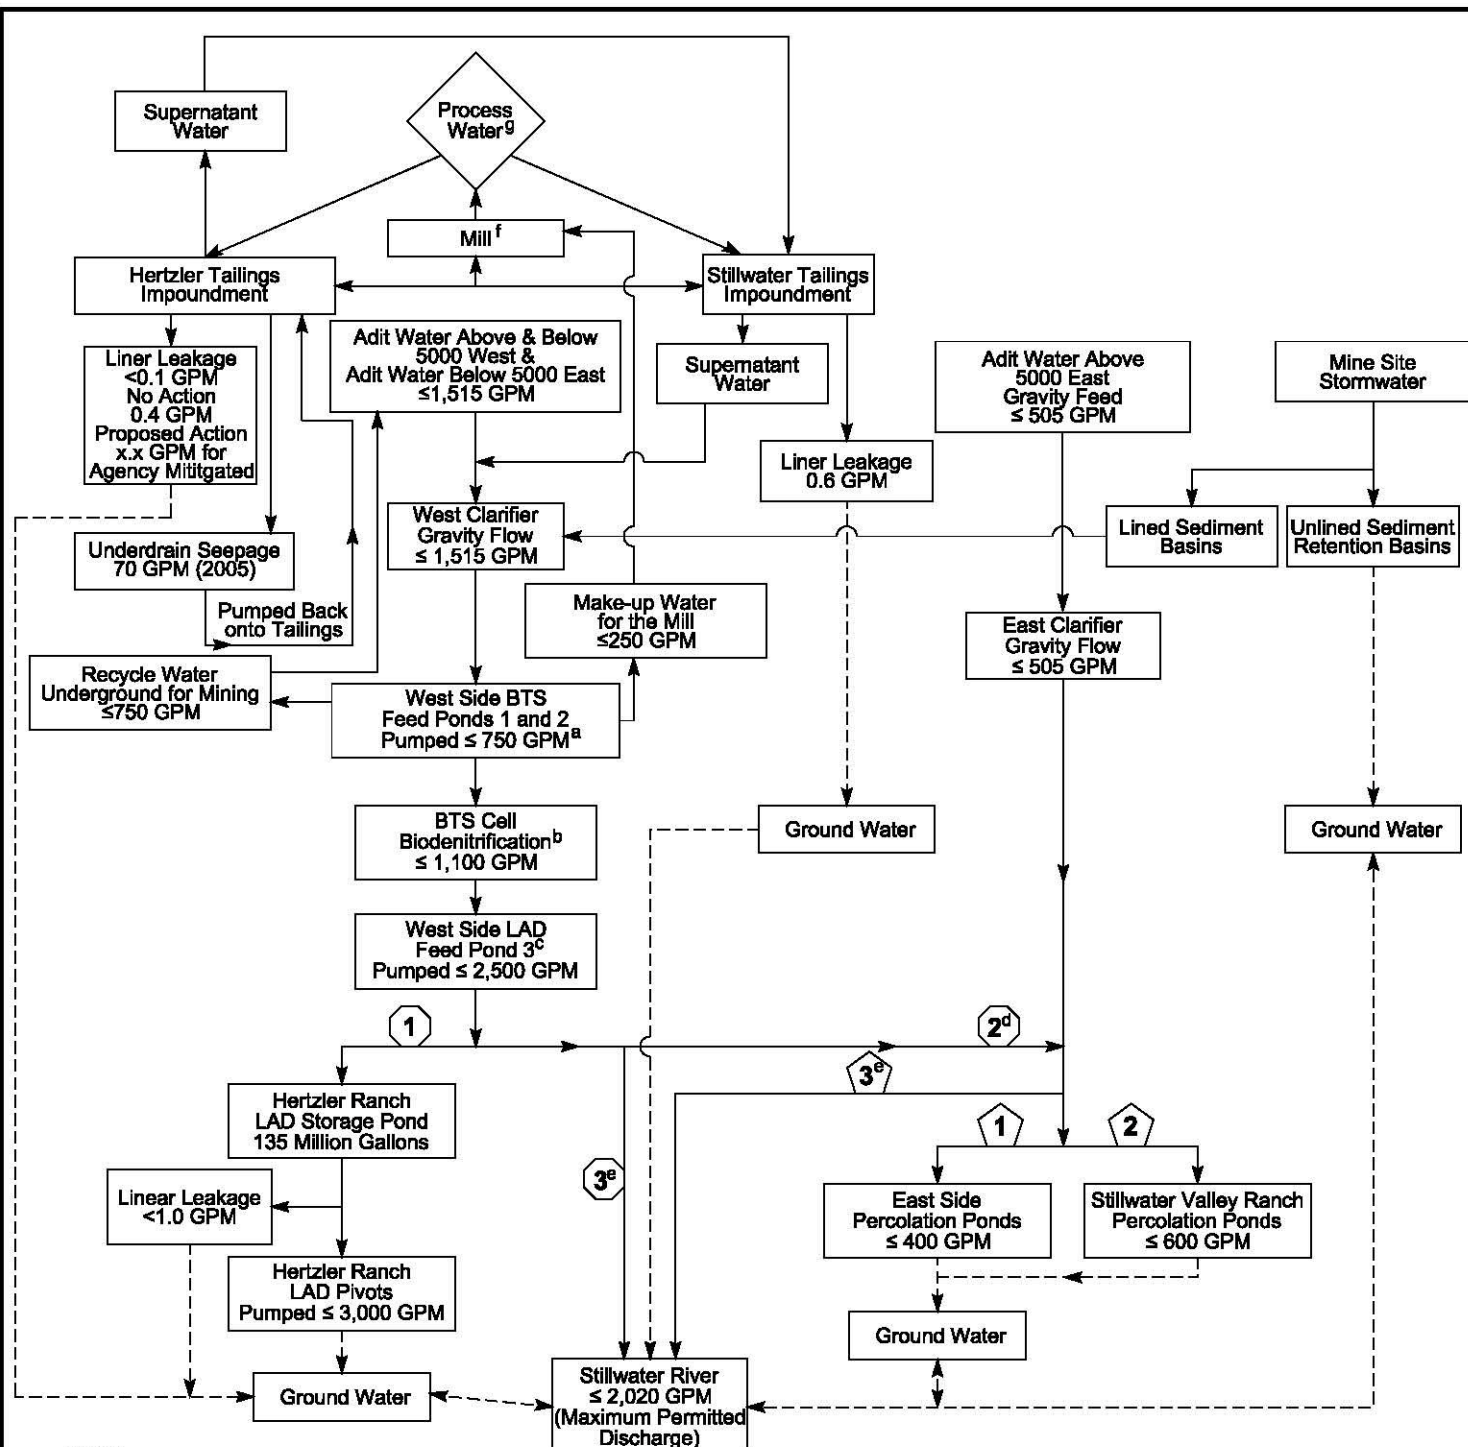 Supernatant
Water
Process
Water^g
Mill^f
Hertzler Tailings
Impoundment
Stillwater Tailings
Impoundment
Liner Leakage
<0.1 GPM
No Action
0.4 GPM
Proposed Action
x.x GPM for
Agency Mititgated
Adit Water Above & Below
5000 West &
Adit Water Below 5000 East
≤1,515 GPM
Supernatant
Water
Adit Water Above
5000 East
Gravity Feed
≤ 505 GPM
Mine Site
Stormwater
Liner Leakage
0.6 GPM
West Clarifier
Gravity Flow
≤ 1,515 GPM
Lined Sediment
Basins
Unlined Sediment
Retention Basins
Underdrain Seepage
70 GPM (2005)
Pumped Back
onto Tailings
Make-up Water
for the Mill
≤250 GPM
East Clarifier
Gravity Flow
≤ 505 GPM
Recycle Water
Underground for Mining
≤750 GPM
West Side BTS
Feed Ponds 1 and 2
Pumped ≤ 750 GPM^a
BTS Cell
Biodenitrification^b
≤ 1,100 GPM
Ground Water
Ground Water
West Side LAD
Feed Pond 3^c
Pumped ≤ 2,500 GPM
1
2^d
3^e
Hertzler Ranch
LAD Storage Pond
135 Million Gallons
1
2
3^e
Linear Leakage
<1.0 GPM
East Side
Percolation Ponds
≤ 400 GPM
Stillwater Valley Ranch
Percolation Ponds
≤ 600 GPM
Hertzler Ranch
LAD Pivots
Pumped ≤ 3,000 GPM
Ground Water
Ground Water
Stillwater River
≤ 2,020 GPM
(Maximum Permitted
Discharge)